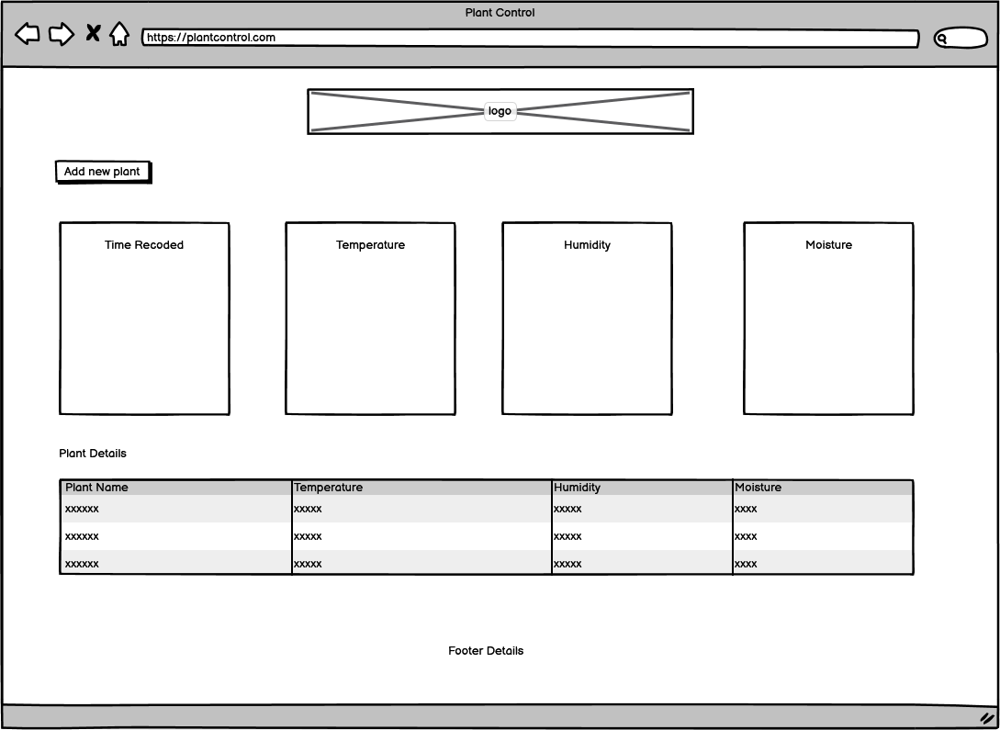 Plant Control
https://plantcontrol.com
logo
Add new plant
Time Recoded Temperature Humidity Moisture
Plant Details
Plant Name Temperature Humidity Moisture
xxxxxx xxxxx xxxxx xxxx
xxxxxx xxxxx xxxxx xxxx
xxxxxx xxxxx xxxxx xxxx
Footer Details